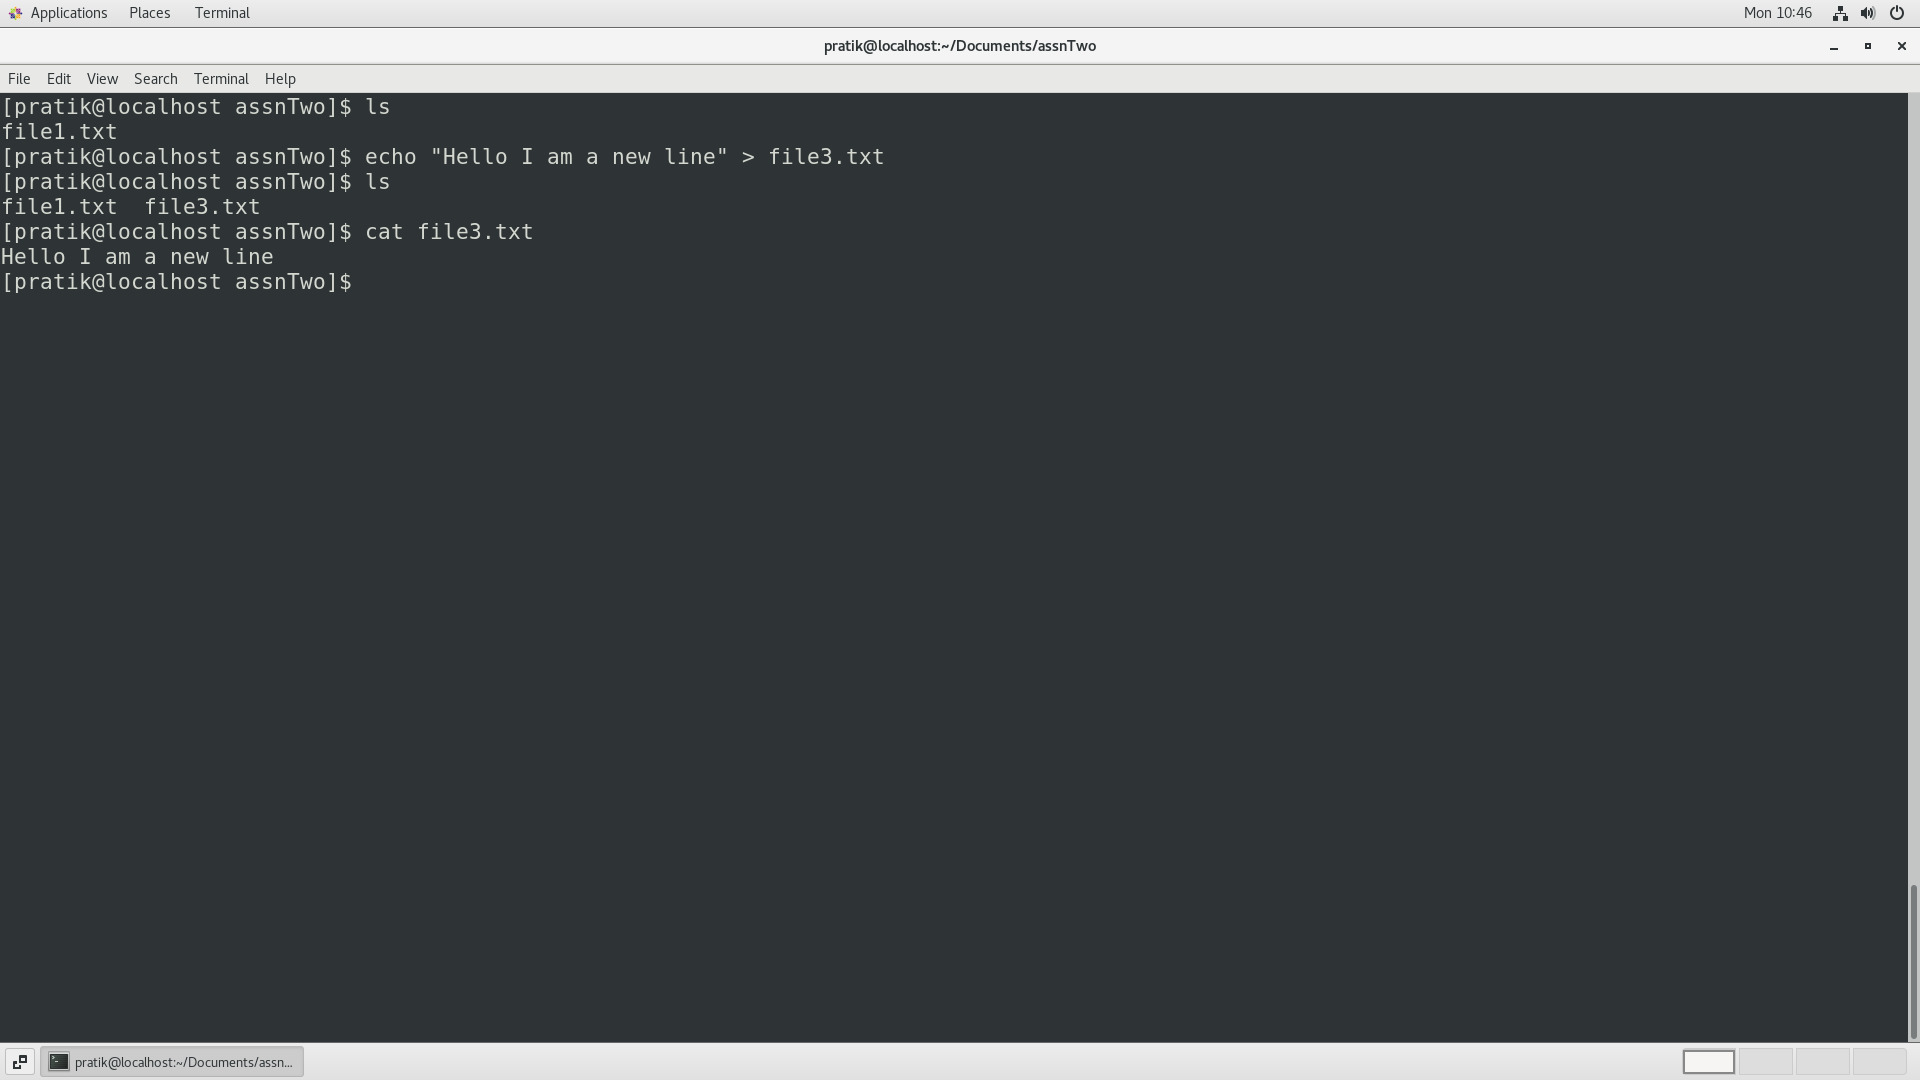 Applications Places Terminal Mon 10:46
pratik@localhost:~/Documents/assnTwo
File Edit View Search Terminal Help
[pratik@localhost assnTwo]$ ls
file1.txt
[pratik@localhost assnTwo]$ echo "Hello I am a new line" > file3.txt
[pratik@localhost assnTwo]$ ls
file1.txt  file3.txt
[pratik@localhost assnTwo]$ cat file3.txt
Hello I am a new line
[pratik@localhost assnTwo]$
pratik@localhost:~/Documents/assn...